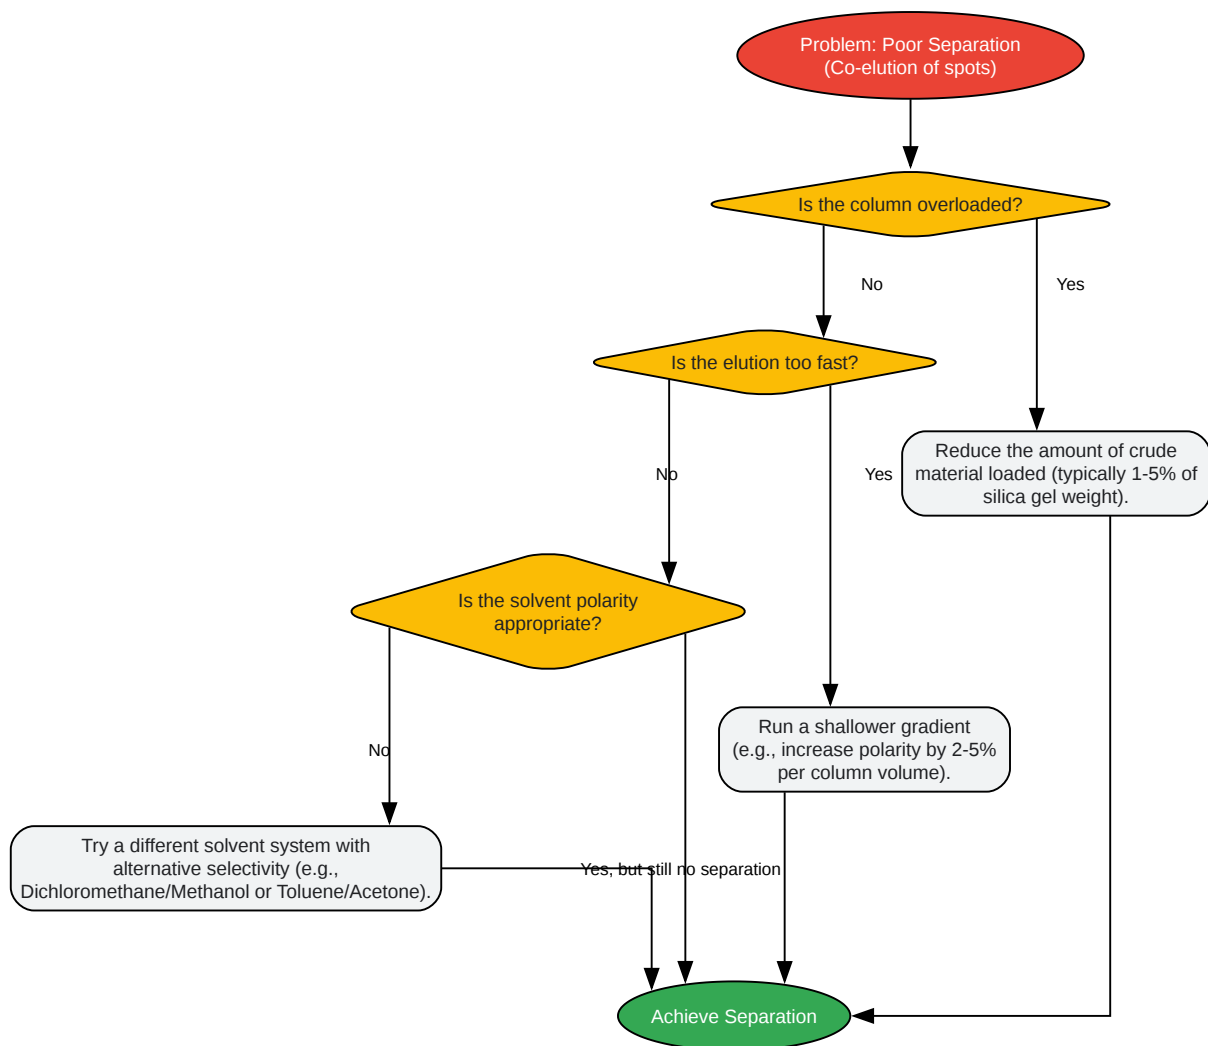 Problem: Poor Separation
(Co-elution of spots)
Is the column overloaded?
No
Yes
Is the elution too fast?
No
Yes
Reduce the amount of crude
material loaded (typically 1-5% of
silica gel weight).
Is the solvent polarity
appropriate?
Run a shallower gradient
(e.g., increase polarity by 2-5%
per column volume).
No
Try a different solvent system with
alternative selectivity (e.g.,
Dichloromethane/Methanol or Toluene/Acetone).
Yes, but still no separation
Achieve Separation